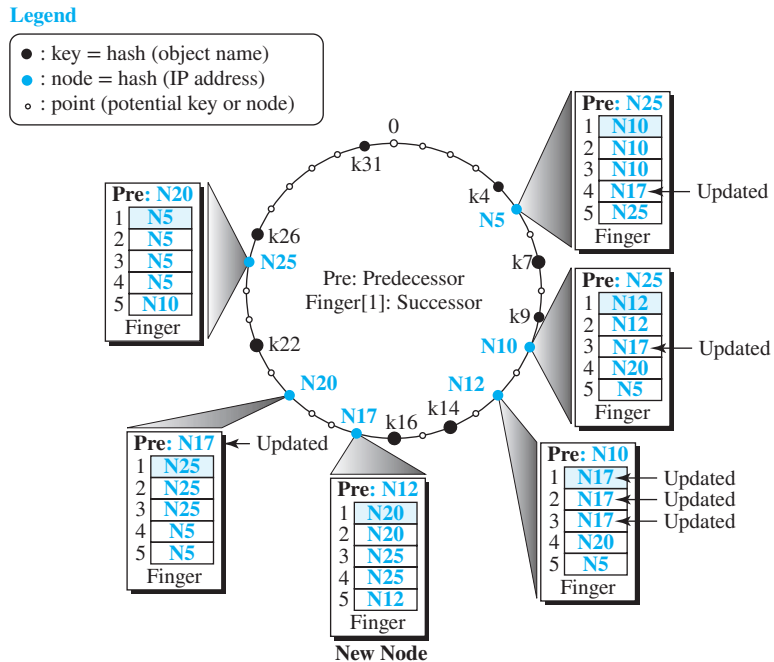 Legend
: key = hash (object name)
: node = hash (IP address)
: point (potential key or node)
0
k31
k4
N5
k7
k9
N10
N12
k14
k16
N17
N20
k22
N25
k26
Pre: Predecessor
Finger[1]: Successor
Pre: N25
1 N10
2 N10
3 N10
4 N17 Updated
5 N25
Finger
Pre: N25
1 N12
2 N12
3 N17 Updated
4 N20
5 N5
Finger
Pre: N10
1 N17 Updated
2 N17 Updated
3 N17 Updated
4 N20
5 N5
Finger
Pre: N12
1 N20
2 N20
3 N25
4 N25
5 N12
Finger
New Node
Pre: N17 Updated
1 N25
2 N25
3 N25
4 N5
5 N5
Finger
Pre: N20
1 N5
2 N5
3 N5
4 N5
5 N10
Finger